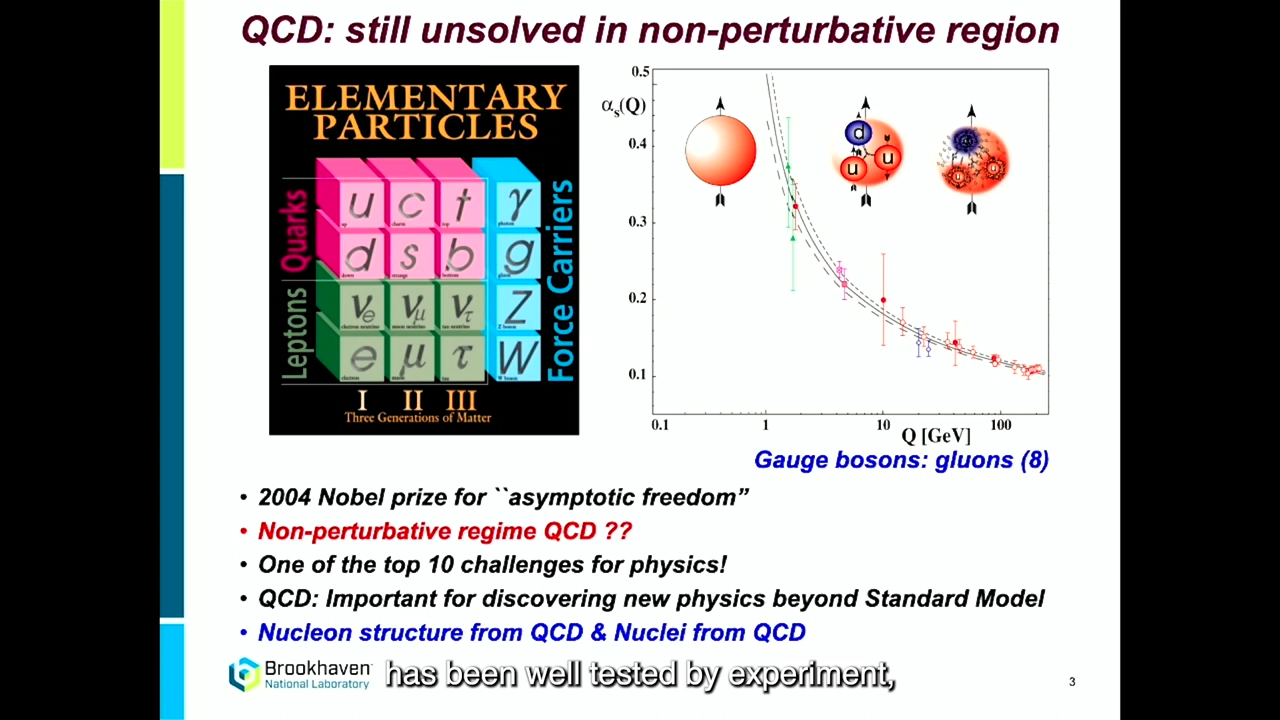 QCD: still unsolved in non-perturbative region
ELEMENTARY
PARTICLES
Quarks
Leptons
Force Carriers
u c t γ
up charm top photon
d s b g
down strange bottom gluon
νe νμ ντ Z
electron neutrino muon neutrino tau neutrino Z boson
e μ τ W
electron muon tau W boson
I II III
Three Generations of Matter
αs(Q)
0.5
0.4
0.3
0.2
0.1
d
u
u
0.1 1 10 100
Q [GeV]
Gauge bosons: gluons (8)
• 2004 Nobel prize for ``asymptotic freedom”
• Non-perturbative regime QCD ??
• One of the top 10 challenges for physics!
• QCD: Important for discovering new physics beyond Standard Model
• Nucleon structure from QCD & Nuclei from QCD
Brookhaven
National Laboratory
has been well tested by experiment,
3